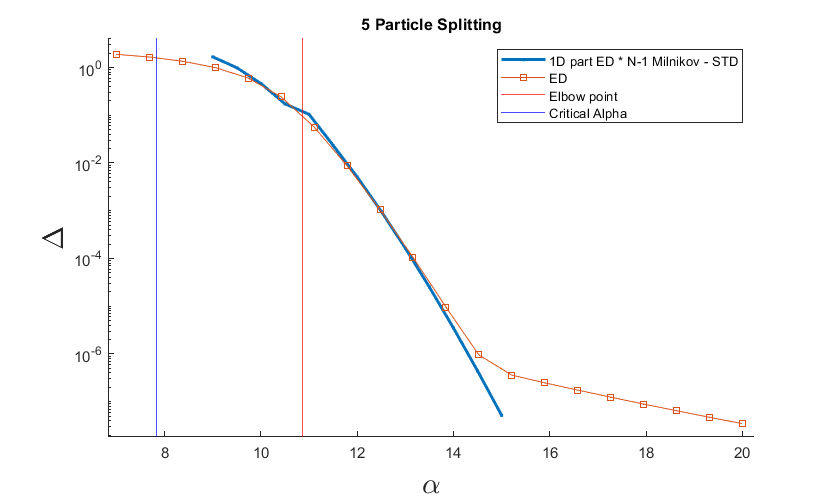 5 Particle Splitting
1D part ED * N-1 Milnikov - STD
ED
Elbow point
Critical Alpha
10^0
10^-2
10^-4
10^-6
Δ
8 10 12 14 16 18 20
α